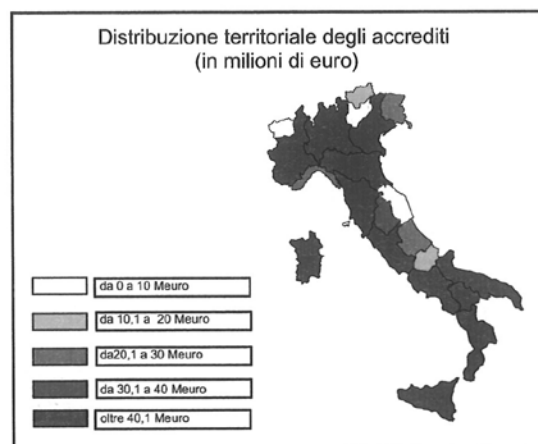 Distribuzione territoriale degli accrediti
(in milioni di euro)
da 0 a 10 Meuro
da 10,1 a 20 Meuro
da20,1 a 30 Meuro
da 30,1 a 40 Meuro
oltre 40,1 Meuro